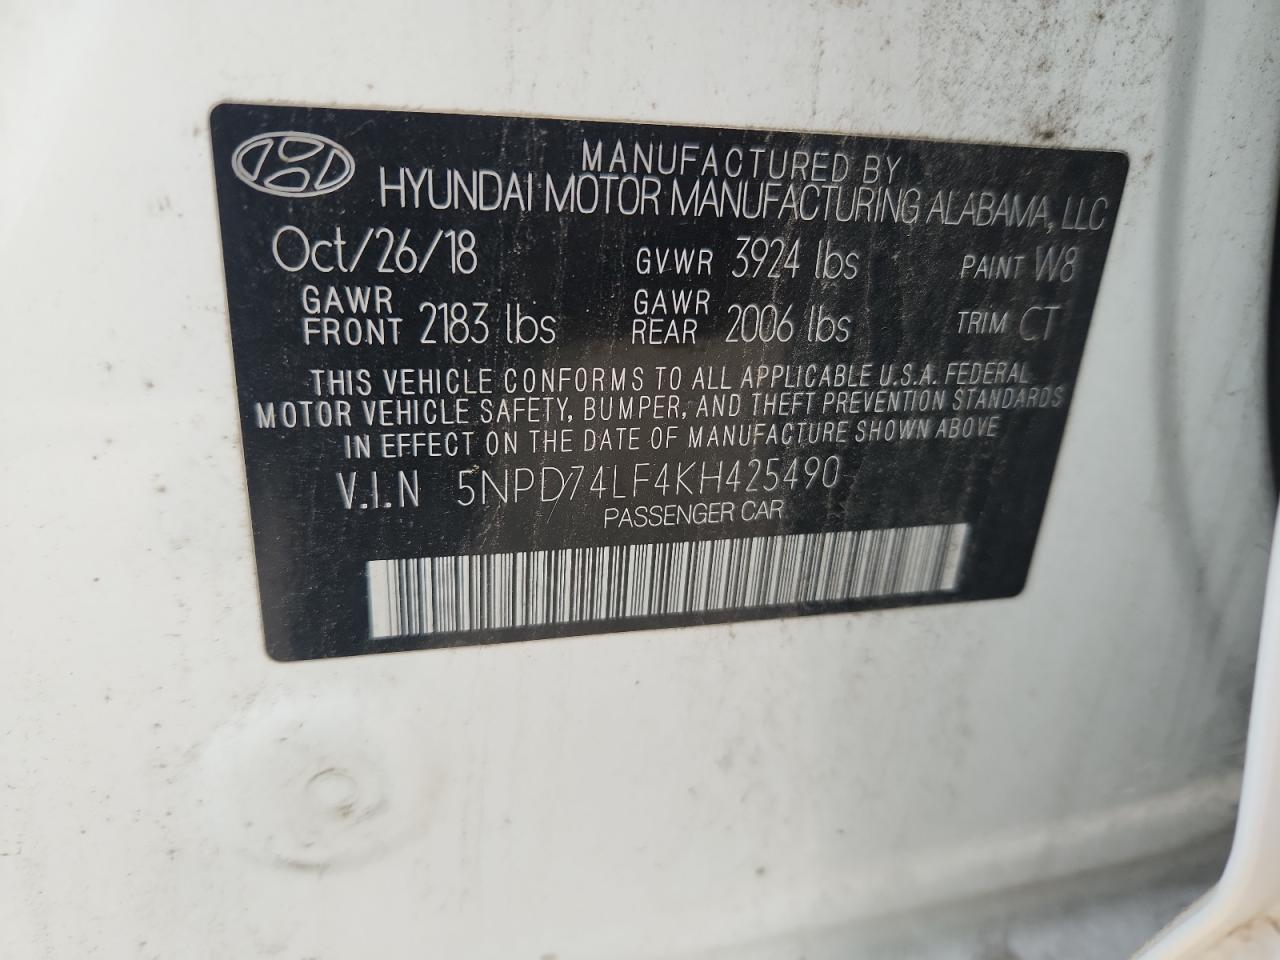 MANUFACTURED BY
HYUNDAI MOTOR MANUFACTURING ALABAMA, LLC
Oct/26/18 GVWR 3924 lbs PAINT W8
GAWR FRONT 2183 lbs GAWR REAR 2006 lbs TRIM CT
THIS VEHICLE CONFORMS TO ALL APPLICABLE U.S.A. FEDERAL
MOTOR VEHICLE SAFETY, BUMPER, AND THEFT PREVENTION STANDARDS
IN EFFECT ON THE DATE OF MANUFACTURE SHOWN ABOVE
V.I.N 5NPD74LF4KH425490
PASSENGER CAR